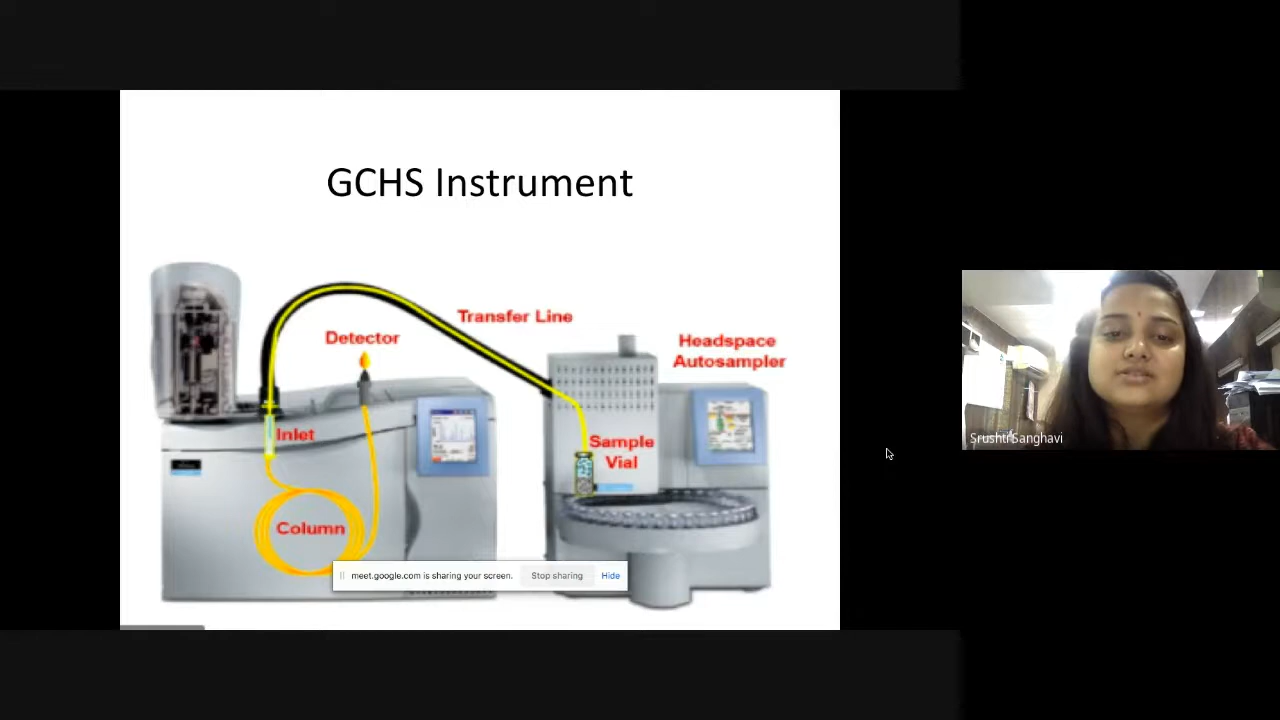 GCHS Instrument
Transfer Line
Detector
Headspace
Autosampler
Inlet
Sample
Vial
Column
meet.google.com is sharing your screen.
Stop sharing
Hide
Srushti Sanghavi